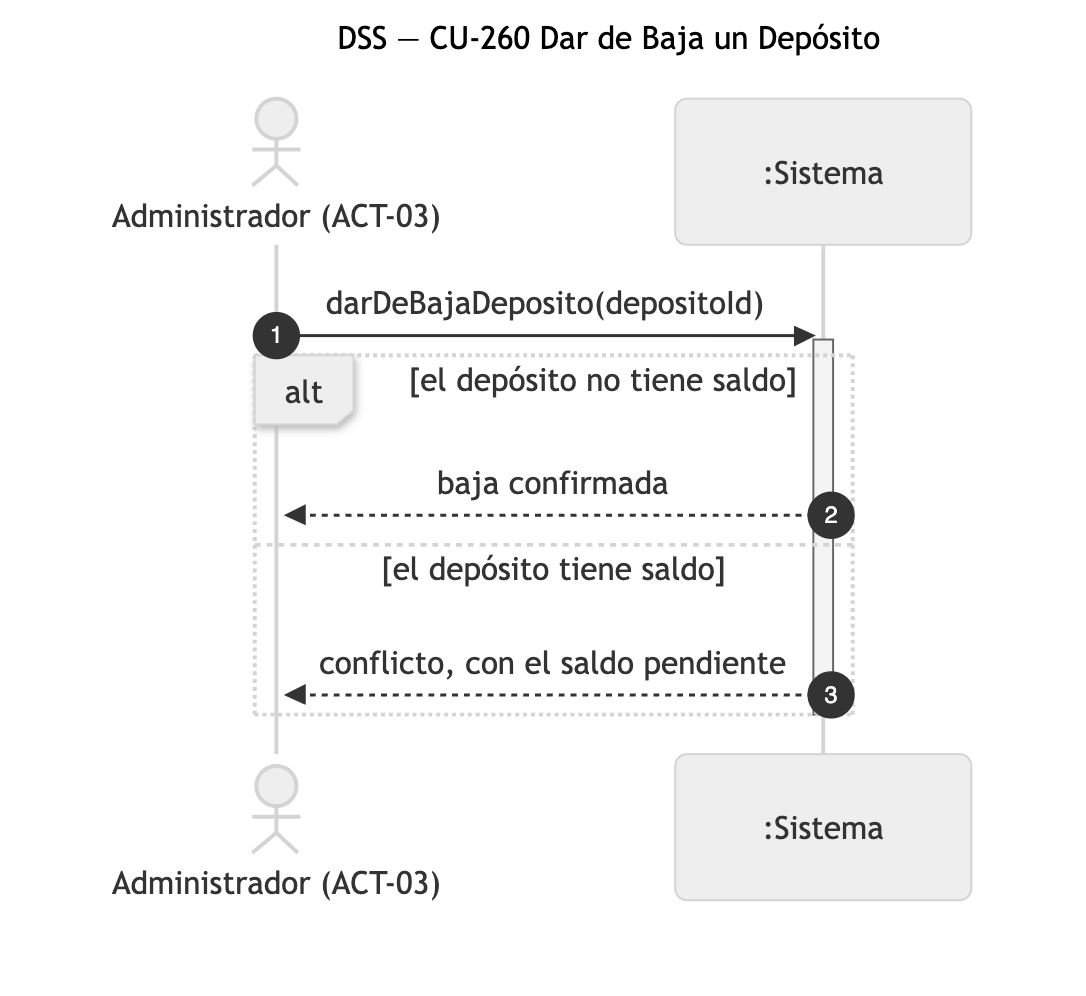 DSS — CU-260 Dar de Baja un Depósito
:Sistema
Administrador (ACT-03)
darDeBajaDeposito(depositoId)
1
alt
[el depósito no tiene saldo]
baja confirmada
2
[el depósito tiene saldo]
conflicto, con el saldo pendiente
3
:Sistema
Administrador (ACT-03)